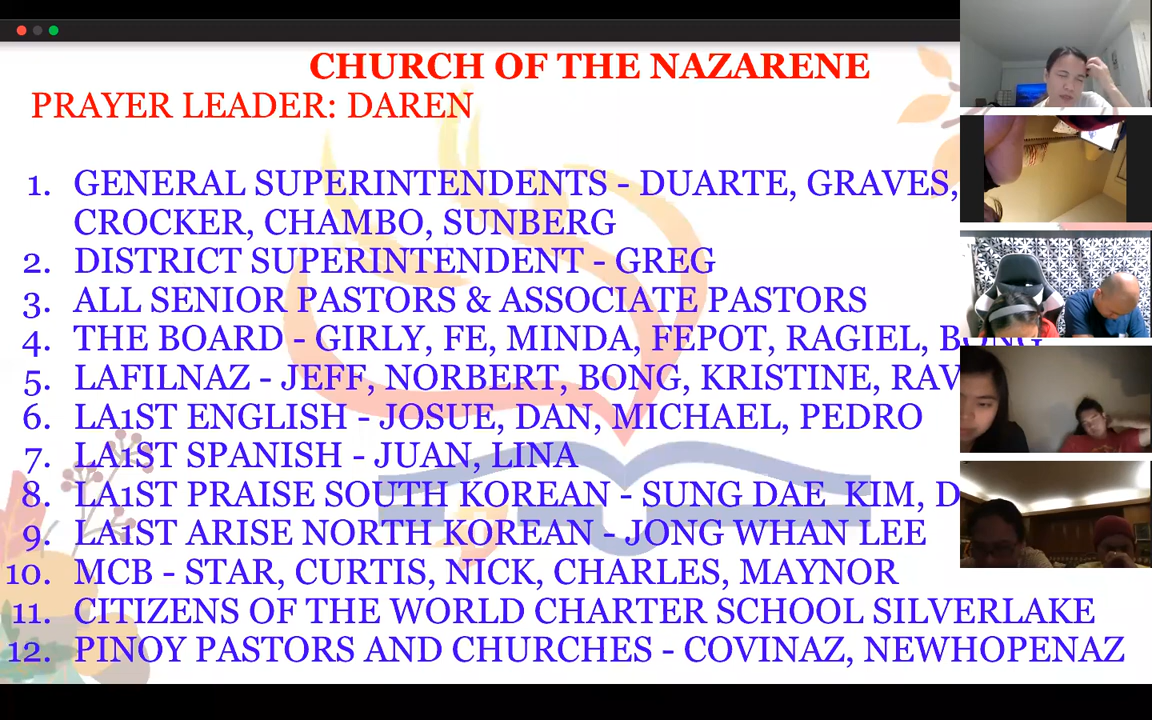 CHURCH OF THE NAZARENE
PRAYER LEADER: DAREN
1. GENERAL SUPERINTENDENTS - DUARTE, GRAVES,
CROCKER, CHAMBO, SUNBERG
2. DISTRICT SUPERINTENDENT - GREG
3. ALL SENIOR PASTORS & ASSOCIATE PASTORS
4. THE BOARD - GIRLY, FE, MINDA, FEPOT, RAGIEL, BONG
5. LAFILNAZ - JEFF, NORBERT, BONG, KRISTINE,
6. LA1ST ENGLISH - JOSUE, DAN, MICHAEL, PEDRO
7. LA1ST SPANISH - JUAN, LINA
8. LA1ST PRAISE SOUTH KOREAN - SUNG DAE KIM,
9. LA1ST ARISE NORTH KOREAN - JONG WHAN LEE
10. MCB - STAR, CURTIS, NICK, CHARLES, MAYNOR
11. CITIZENS OF THE WORLD CHARTER SCHOOL SILVERLAKE
12. PINOY PASTORS AND CHURCHES - COVINAZ, NEWHOPENAZ